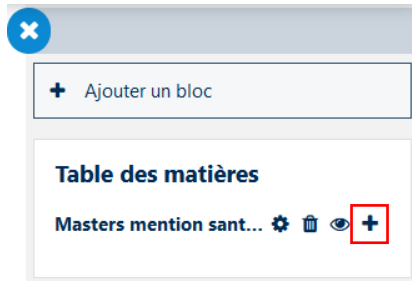 Ajouter un bloc
Table des matières
Masters mention sant...